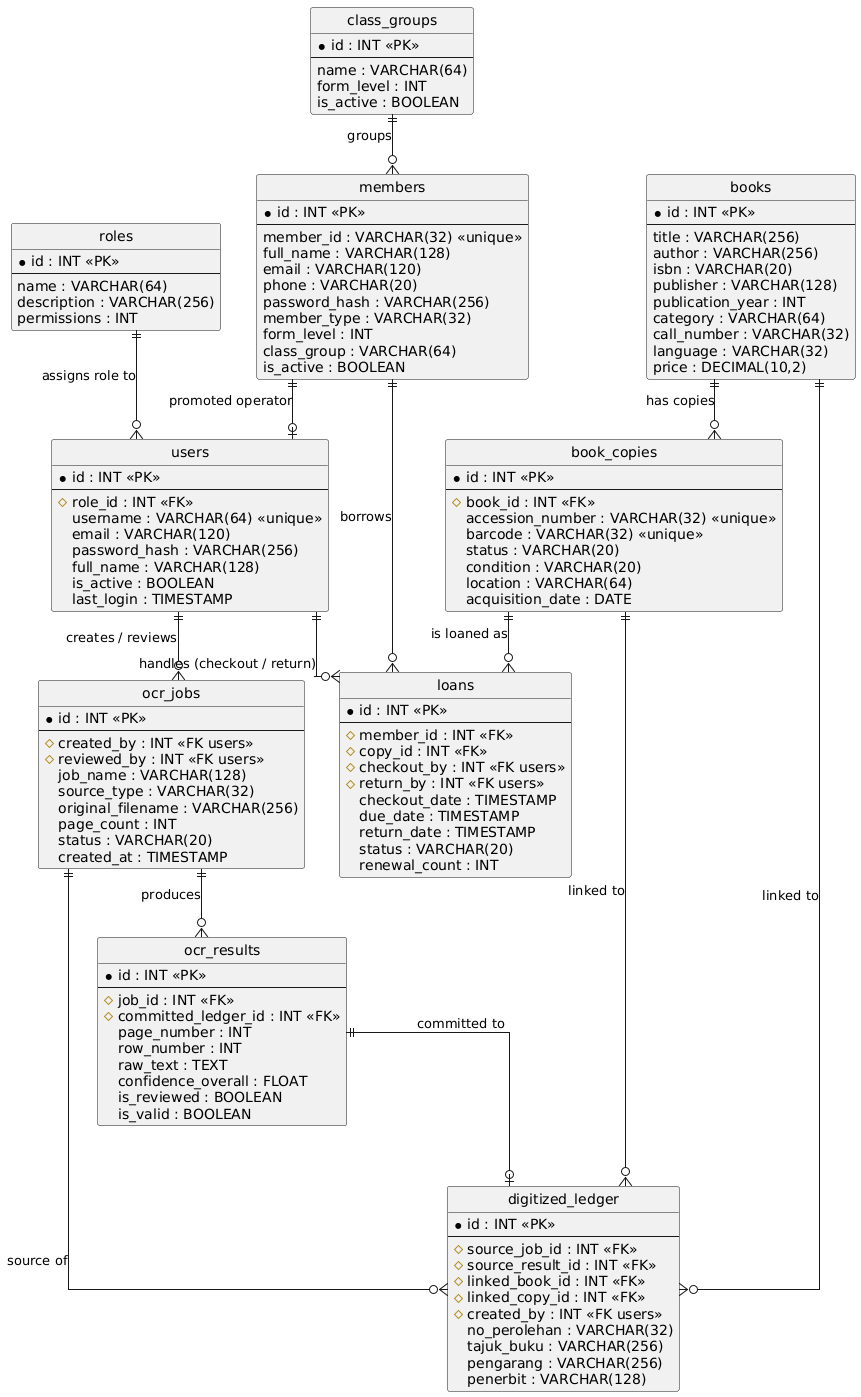 class_groups
id : INT «PK»
name : VARCHAR(64)
form_level : INT
is_active : BOOLEAN
groups
members
id : INT «PK»
member_id : VARCHAR(32) «unique»
full_name : VARCHAR(128)
email : VARCHAR(120)
phone : VARCHAR(20)
password_hash : VARCHAR(256)
member_type : VARCHAR(32)
form_level : INT
class_group : VARCHAR(64)
is_active : BOOLEAN
books
id : INT «PK»
title : VARCHAR(256)
author : VARCHAR(256)
isbn : VARCHAR(20)
publisher : VARCHAR(128)
publication_year : INT
category : VARCHAR(64)
call_number : VARCHAR(32)
language : VARCHAR(32)
price : DECIMAL(10,2)
roles
id : INT «PK»
name : VARCHAR(64)
description : VARCHAR(256)
permissions : INT
assigns role to
promoted operator
has copies
users
id : INT «PK»
role_id : INT «FK»
username : VARCHAR(64) «unique»
email : VARCHAR(120)
password_hash : VARCHAR(256)
full_name : VARCHAR(128)
is_active : BOOLEAN
last_login : TIMESTAMP
borrows
book_copies
id : INT «PK»
book_id : INT «FK»
accession_number : VARCHAR(32) «unique»
barcode : VARCHAR(32) «unique»
status : VARCHAR(20)
condition : VARCHAR(20)
location : VARCHAR(64)
acquisition_date : DATE
creates / reviews
handles (checkout / return)
is loaned as
ocr_jobs
id : INT «PK»
created_by : INT «FK users»
reviewed_by : INT «FK users»
job_name : VARCHAR(128)
source_type : VARCHAR(32)
original_filename : VARCHAR(256)
page_count : INT
status : VARCHAR(20)
created_at : TIMESTAMP
loans
id : INT «PK»
member_id : INT «FK»
copy_id : INT «FK»
checkout_by : INT «FK users»
return_by : INT «FK users»
checkout_date : TIMESTAMP
due_date : TIMESTAMP
return_date : TIMESTAMP
status : VARCHAR(20)
renewal_count : INT
produces
linked to
linked to
ocr_results
id : INT «PK»
job_id : INT «FK»
committed_ledger_id : INT «FK»
page_number : INT
row_number : INT
raw_text : TEXT
confidence_overall : FLOAT
is_reviewed : BOOLEAN
is_valid : BOOLEAN
committed to
source of
digitized_ledger
id : INT «PK»
source_job_id : INT «FK»
source_result_id : INT «FK»
linked_book_id : INT «FK»
linked_copy_id : INT «FK»
created_by : INT «FK users»
no_perolehan : VARCHAR(32)
tajuk_buku : VARCHAR(256)
pengarang : VARCHAR(256)
penerbit : VARCHAR(128)